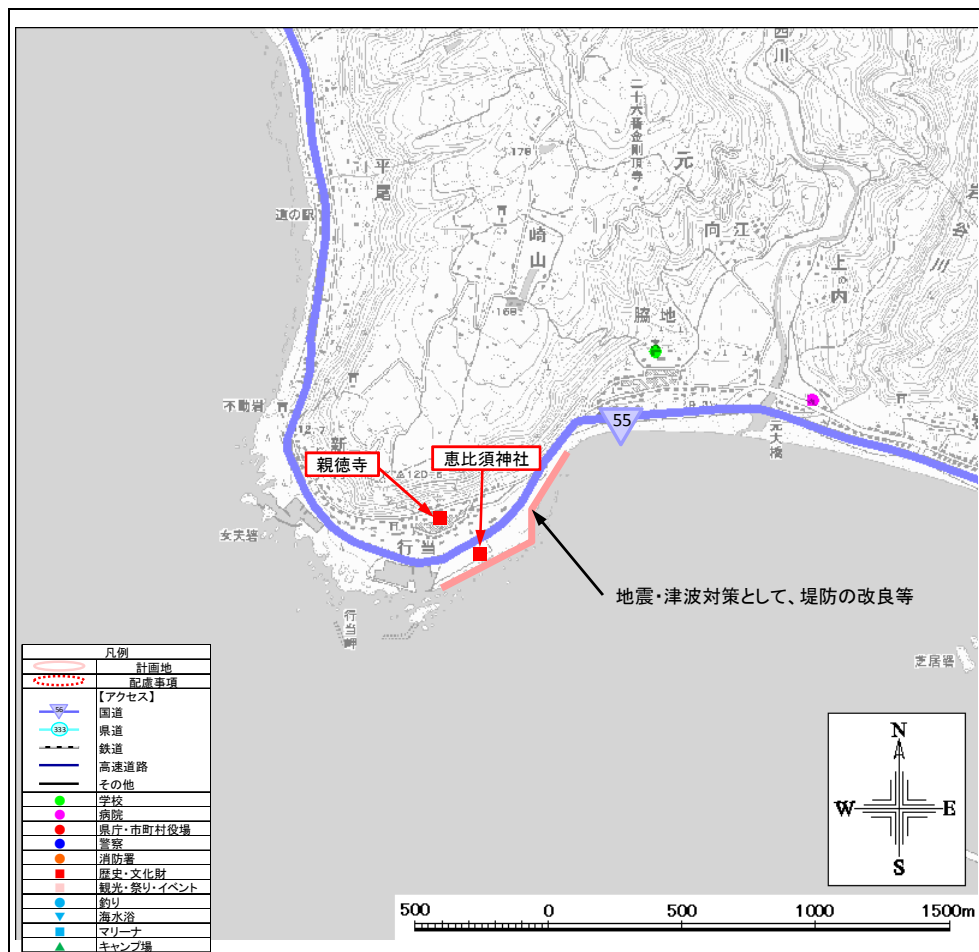 西川
二十六番金剛頂寺
元
178
平尾
道の駅
向江
崎山
上の内
168
脇地
55
不動岩
12.7
新
元大橋
親徳寺
恵比須神社
行当
地震・津波対策として、堤防の改良等
行当岬
芝居碆
凡例
計画地
配慮事項
【アクセス】
56
国道
333
県道
鉄道
高速道路
その他
学校
病院
県庁・市町村役場
警察
消防署
歴史・文化財
観光・祭り・イベント
釣り
海水浴
マリーナ
キャンプ場
N
W
E
S
500
0
500
1000
1500m